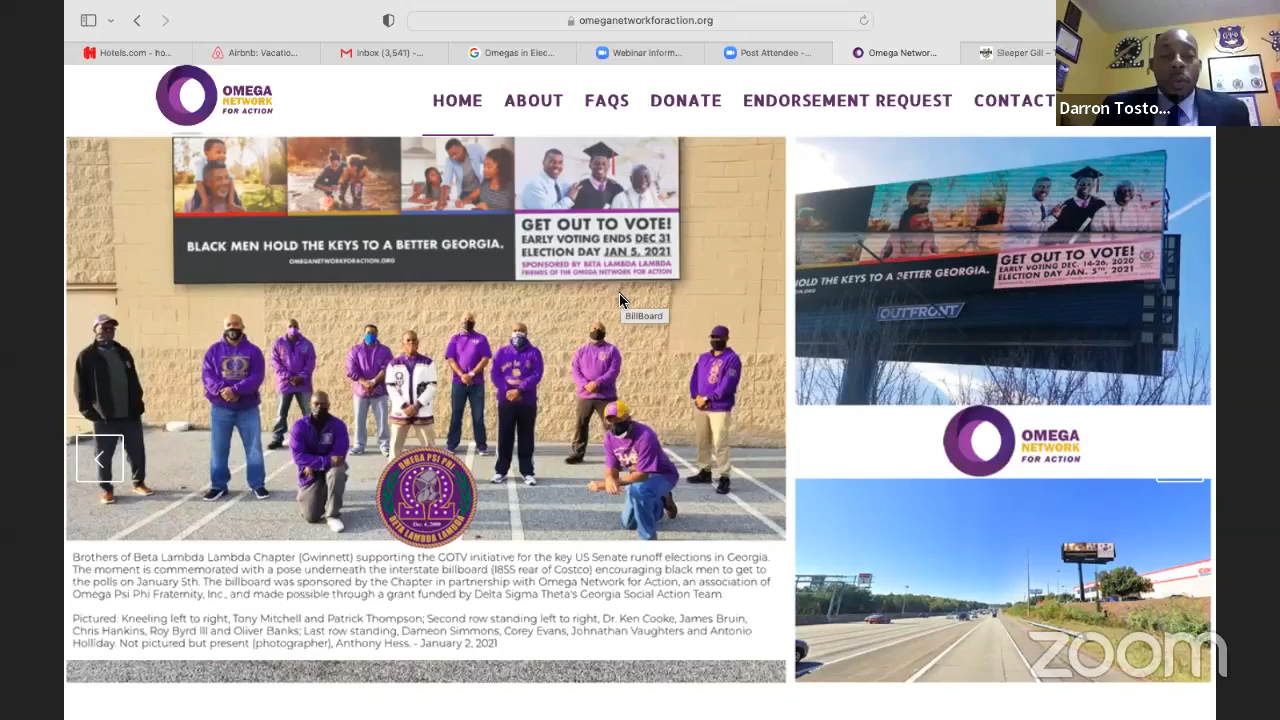 omeganetworkforaction.org
Hotels.com - ho...
Airbnb: Vacatio...
Inbox (3,541) -...
Omegas in Elec...
Webinar Inform...
Post Attendee -...
Omega Networ...
Sleeper Gill – T
Darron Tosto...
OMEGA
NETWORK
FOR ACTION
HOME
ABOUT
FAQS
DONATE
ENDORSEMENT REQUEST
CONTACT
BLACK MEN HOLD THE KEYS TO A BETTER GEORGIA.
OMEGANETWORKFORACTION.ORG
GET OUT TO VOTE!
EARLY VOTING ENDS DEC 31
ELECTION DAY JAN 5, 2021
SPONSORED BY BETA LAMBDA LAMBDA
FRIENDS OF THE OMEGA NETWORK FOR ACTION
BillBoard
HOLD THE KEYS TO A BETTER GEORGIA.
GET OUT TO VOTE!
EARLY VOTING DEC. 14-26, 2020
ELECTION DAY JAN. 5TH, 2021
OUTFRONT
OMEGA
NETWORK
FOR ACTION
OMEGA PSI PHI
Dec. 6, 2000
BETA LAMBDA LAMBDA
Brothers of Beta Lambda Lambda Chapter (Gwinnett) supporting the GOTV initiative for the key US Senate runoff elections in Georgia.
The moment is commemorated with a pose underneath the interstate billboard (I85S rear of Costco) encouraging black men to get to
the polls on January 5th. The billboard was sponsored by the Chapter in partnership with Omega Network for Action, an association of
Omega Psi Phi Fraternity, Inc., and made possible through a grant funded by Delta Sigma Theta's Georgia Social Action Team.
Pictured: Kneeling left to right, Tony Mitchell and Patrick Thompson; Second row standing left to right, Dr. Ken Cooke, James Bruin,
Chris Hankins, Roy Byrd III and Oliver Banks; Last row standing, Dameon Simmons, Corey Evans, Johnathan Vaughters and Antonio
Holliday. Not pictured but present (photographer), Anthony Hess. - January 2, 2021
zoom